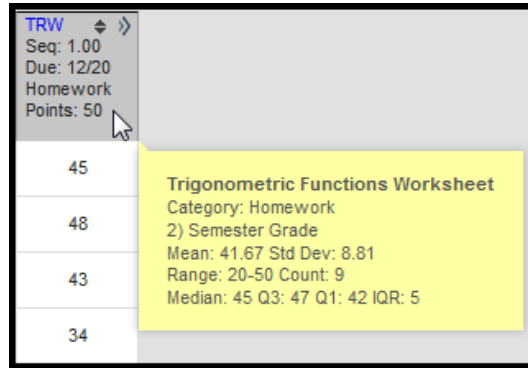 TRW
Seq: 1.00
Due: 12/20
Homework
Points: 50
45
48
43
34
Trigonometric Functions Worksheet
Category: Homework
2) Semester Grade
Mean: 41.67 Std Dev: 8.81
Range: 20-50 Count: 9
Median: 45 Q3: 47 Q1: 42 IQR: 5